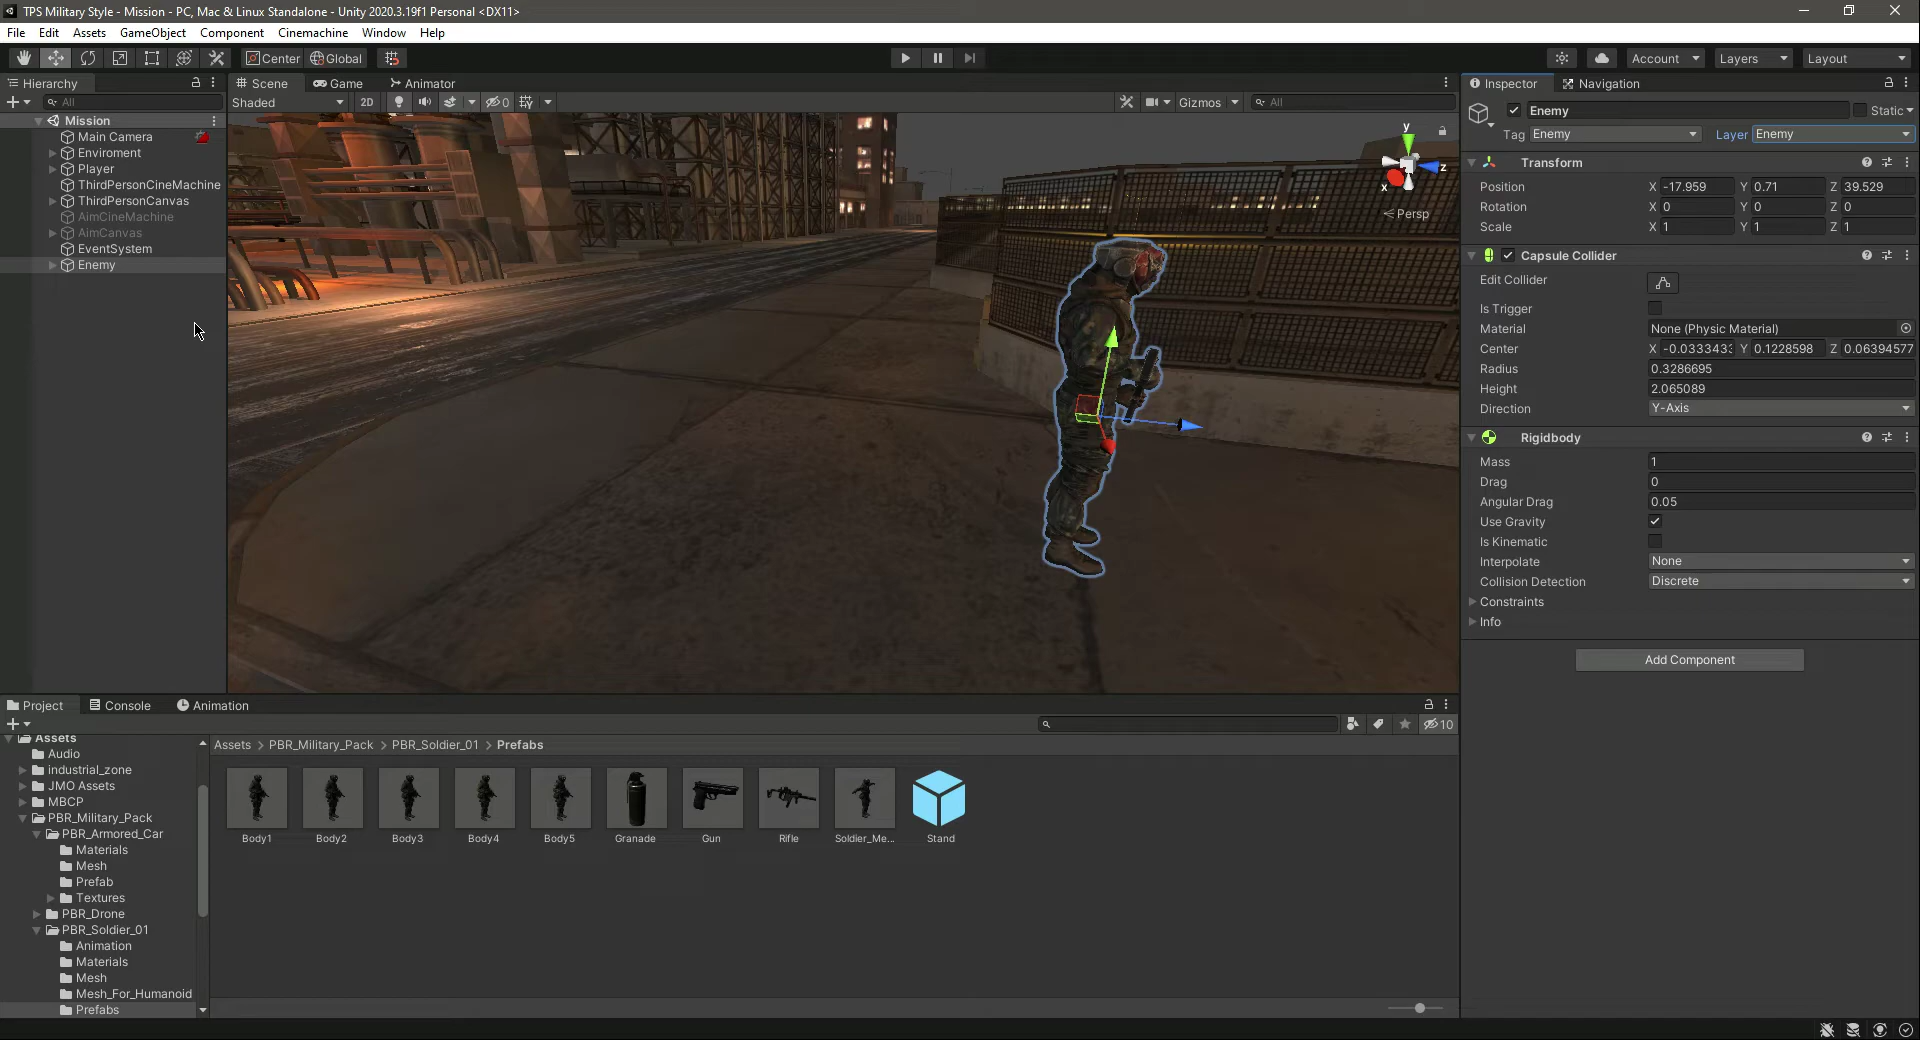 TPS Military Style - Mission - PC, Mac & Linux Standalone - Unity 2020.3.19f1 Personal <DX11>
File Edit Assets GameObject Component Cinemachine Window Help
Center Global Account Layers Layout
Hierarchy
All
Mission
Main Camera
Enviroment
Player
ThirdPersonCineMachine
ThirdPersonCanvas
AimCineMachine
AimCanvas
EventSystem
Enemy
Scene Game Animator
Shaded 2D 0 Gizmos All
y
z
x
Persp
Inspector Navigation
Enemy Static
Tag Enemy Layer Enemy
Transform
Position X -17.959 Y 0.71 Z 39.529
Rotation X 0 Y 0 Z 0
Scale X 1 Y 1 Z 1
Capsule Collider
Edit Collider
Is Trigger
Material None (Physic Material)
Center X -0.0333433 Y 0.1228598 Z 0.06394577
Radius 0.3286695
Height 2.065089
Direction Y-Axis
Rigidbody
Mass 1
Drag 0
Angular Drag 0.05
Use Gravity
Is Kinematic
Interpolate None
Collision Detection Discrete
Constraints
Info
Add Component
Project Console Animation
10
Assets
Audio
industrial_zone
JMO Assets
MBCP
PBR_Military_Pack
PBR_Armored_Car
Materials
Mesh
Prefab
Textures
PBR_Drone
PBR_Soldier_01
Animation
Materials
Mesh
Mesh_For_Humanoid
Prefabs
Assets > PBR_Military_Pack > PBR_Soldier_01 > Prefabs
Body1 Body2 Body3 Body4 Body5 Granade Gun Rifle Soldier_Me... Stand